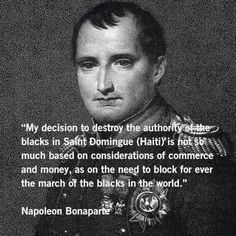 “My decision to destroy the authority of the
blacks in Saint Domingue (Haiti) is not so
much based on considerations of commerce
and money, as on the need to block for ever
the march of the blacks in the world.”
Napoleon Bonaparte